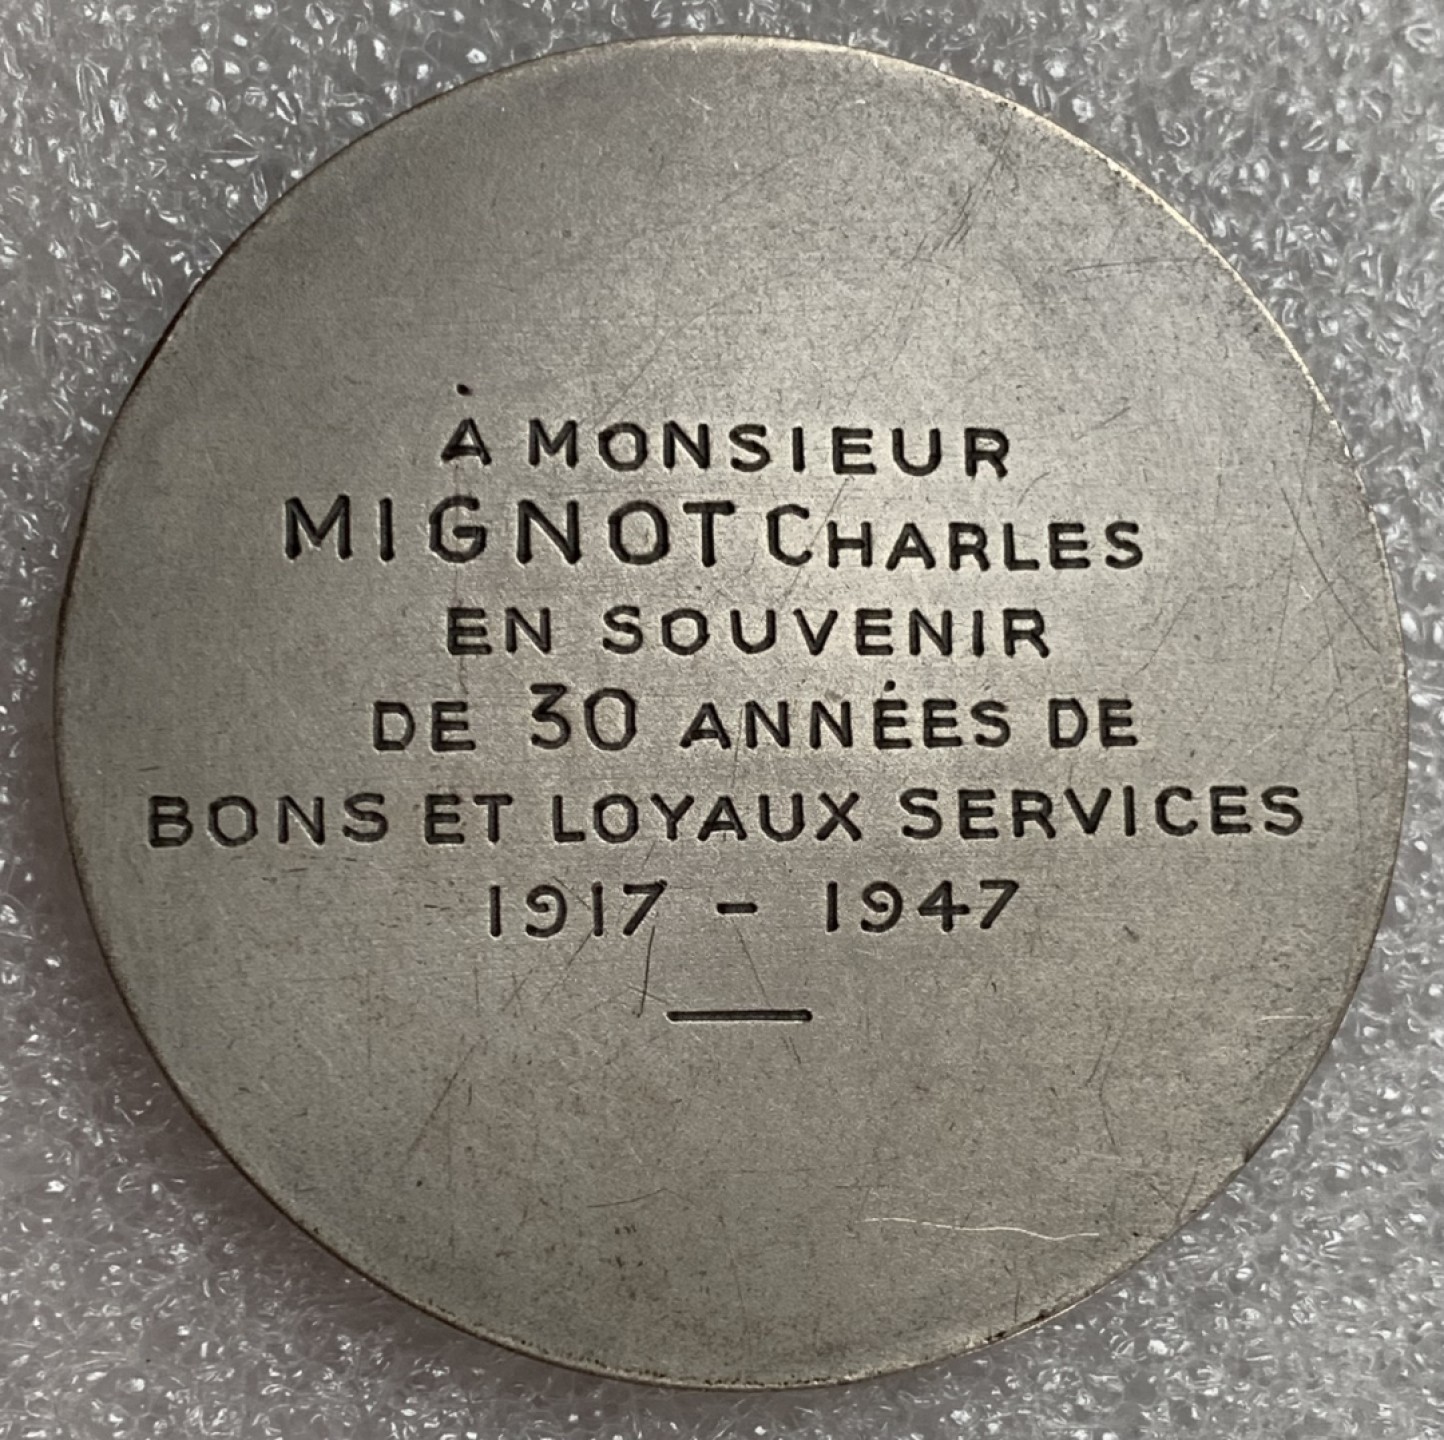 À MONSIEUR
MIGNOT CHARLES
EN SOUVENIR
DE 30 ANNÉES DE
BONS ET LOYAUX SERVICES
1917 - 1947